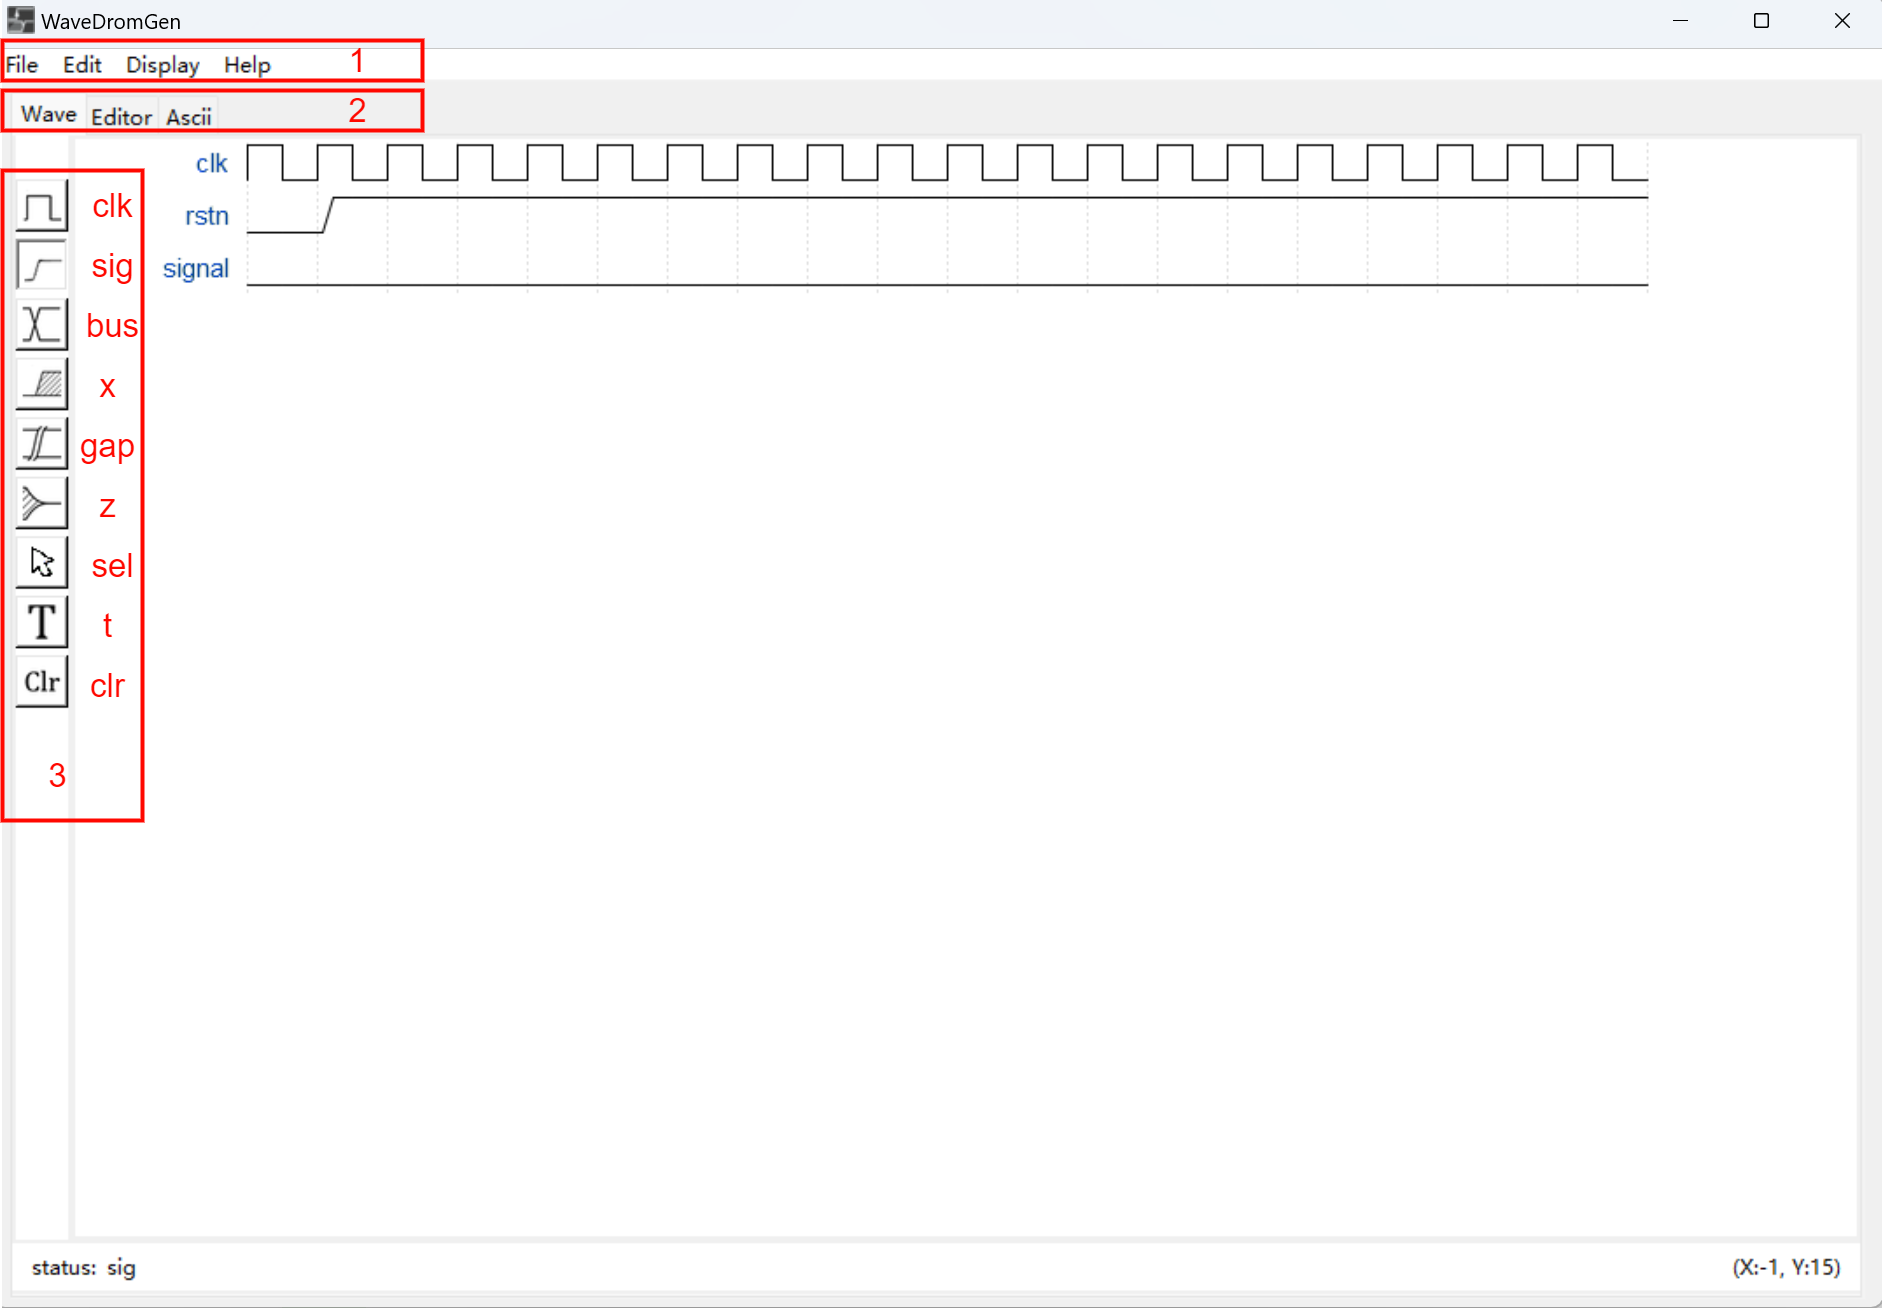 WaveDromGen
File Edit Display Help 1
Wave Editor Ascii 2
clk
rstn
signal
clk
sig
bus
x
gap
z
sel
T t
Clr clr
3
status: sig (X:-1, Y:15)